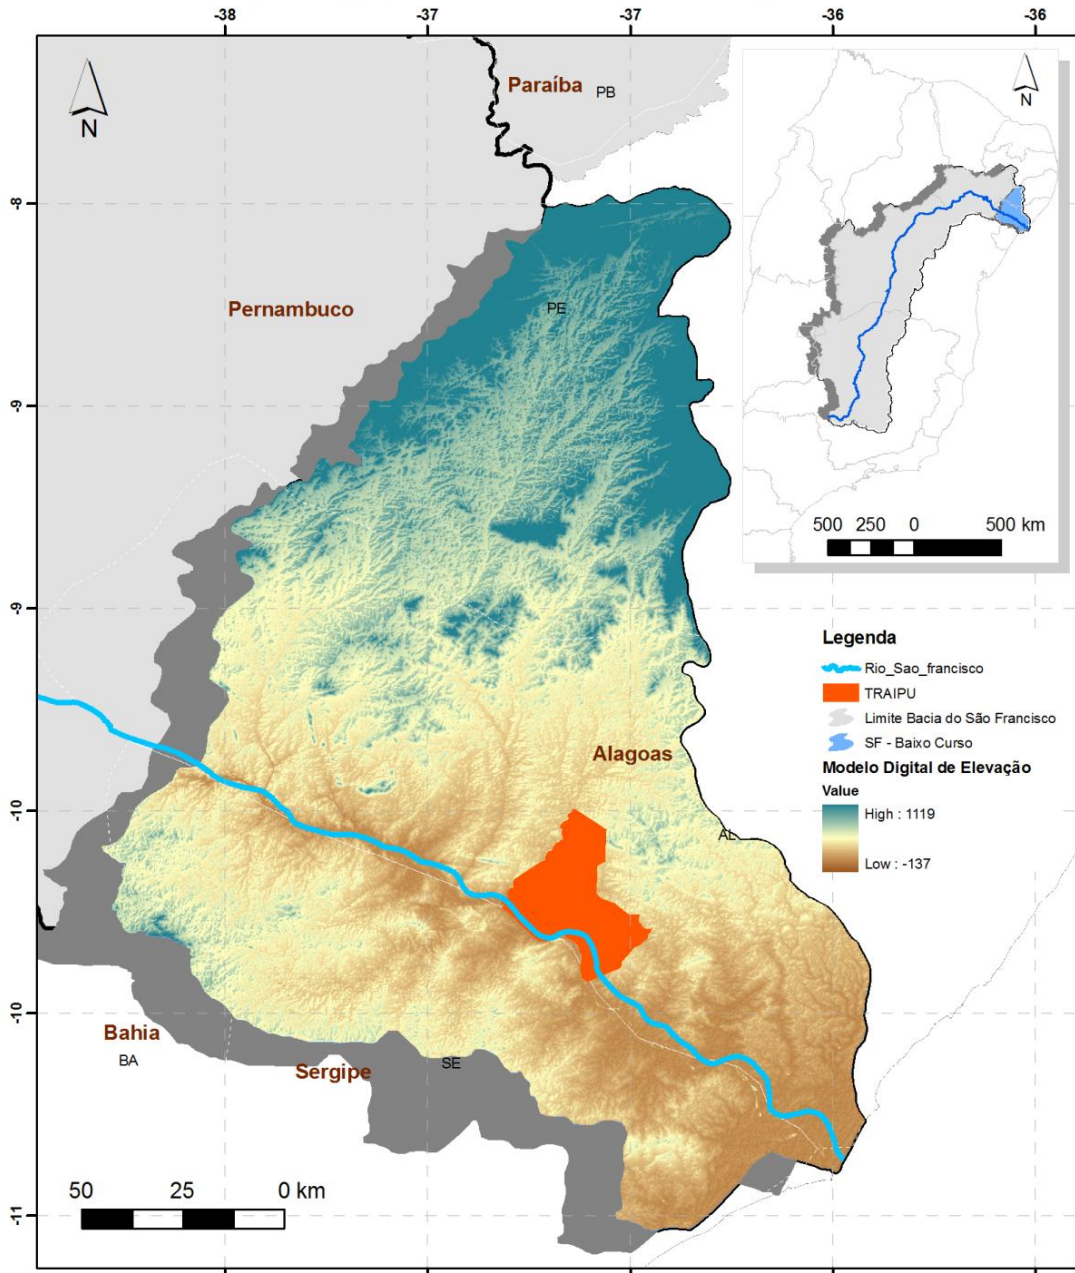 -38 -37 -37 -36 -36
N
Paraíba PB
N
-8
Pernambuco
PE
-9
500 250 0 500 km
-9
Legenda
Rio_Sao_francisco
TRAIPU
Limite Bacia do São Francisco
SF - Baixo Curso
Modelo Digital de Elevação
Value
High : 1119
Low : -137
Alagoas
-10
AL
-10
Bahia
BA
Sergipe
SE
50 25 0 km
-11